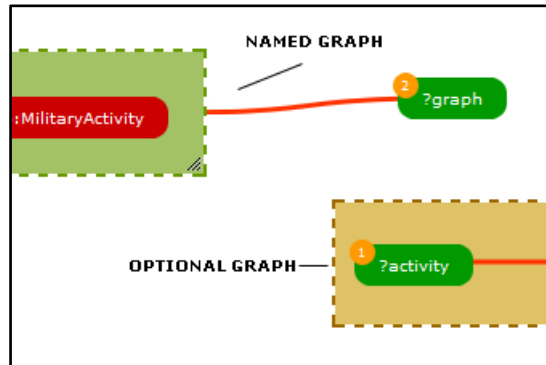 NAMED GRAPH
2
?graph
:MilitaryActivity
1
?activity
OPTIONAL GRAPH